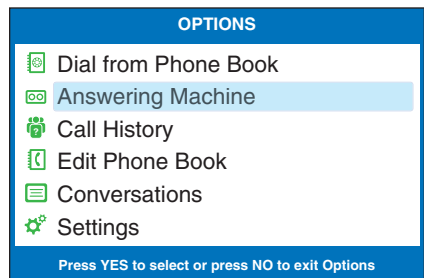 OPTIONS
Dial from Phone Book
Answering Machine
Call History
Edit Phone Book
Conversations
Settings
Press YES to select or press NO to exit Options